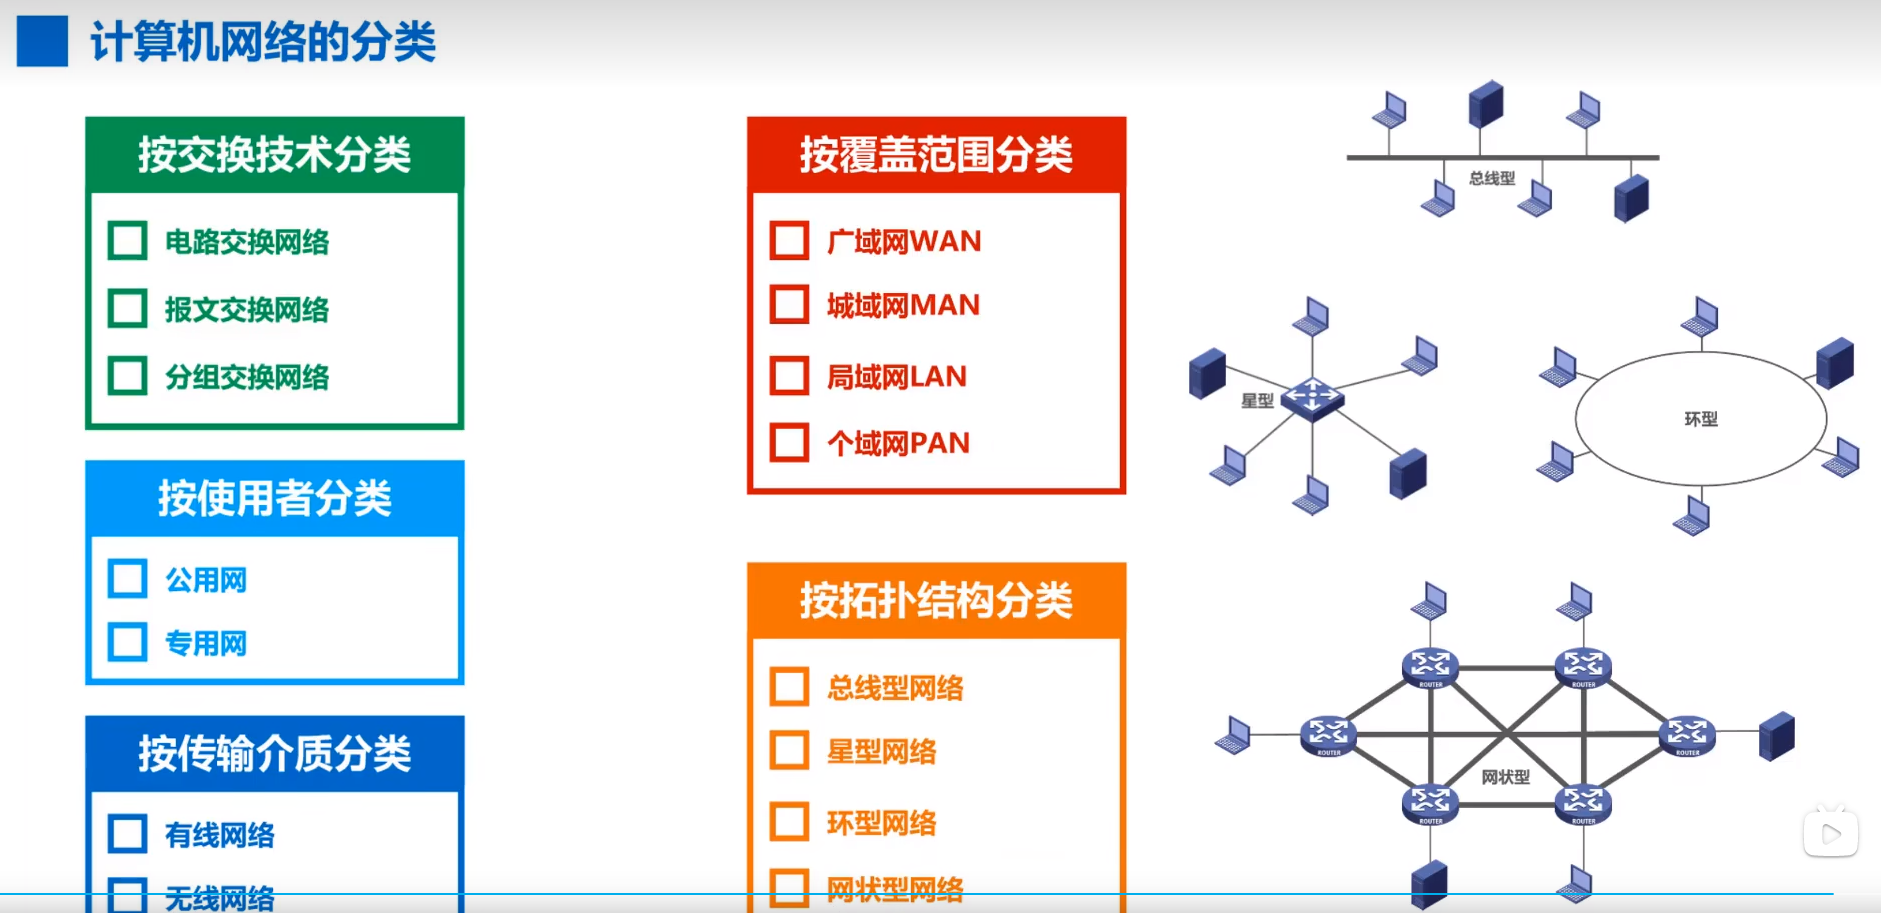 计算机网络的分类
按交换技术分类
电路交换网络
报文交换网络
分组交换网络
按使用者分类
公用网
专用网
按传输介质分类
有线网络
无线网络
按覆盖范围分类
广域网WAN
城域网MAN
局域网LAN
个域网PAN
按拓扑结构分类
总线型网络
星型网络
环型网络
网状型网络
总线型
星型
环型
ROUTER
ROUTER
ROUTER
ROUTER
网状型
ROUTER
ROUTER